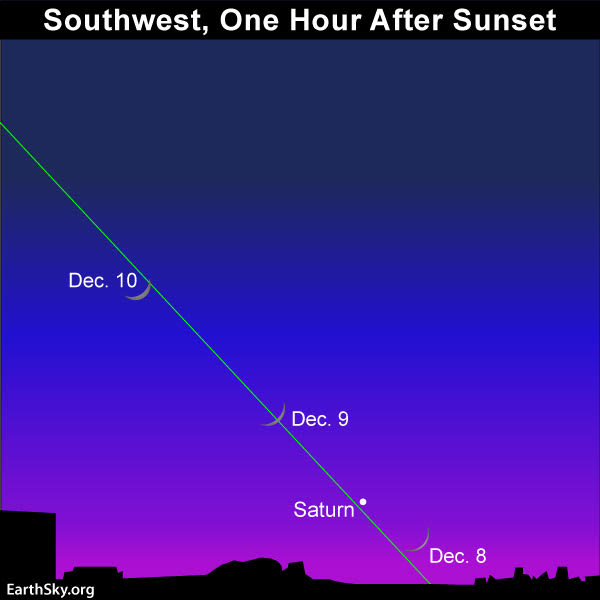 Southwest, One Hour After Sunset
Dec. 10
Dec. 9
Saturn
Dec. 8
EarthSky.org